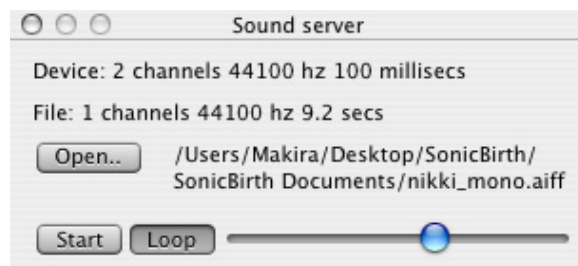 Sound server
Device: 2 channels 44100 hz 100 millisecs
File: 1 channels 44100 hz 9.2 secs
Open..
/Users/Makira/Desktop/SonicBirth/
SonicBirth Documents/nikki_mono.aiff
Start Loop